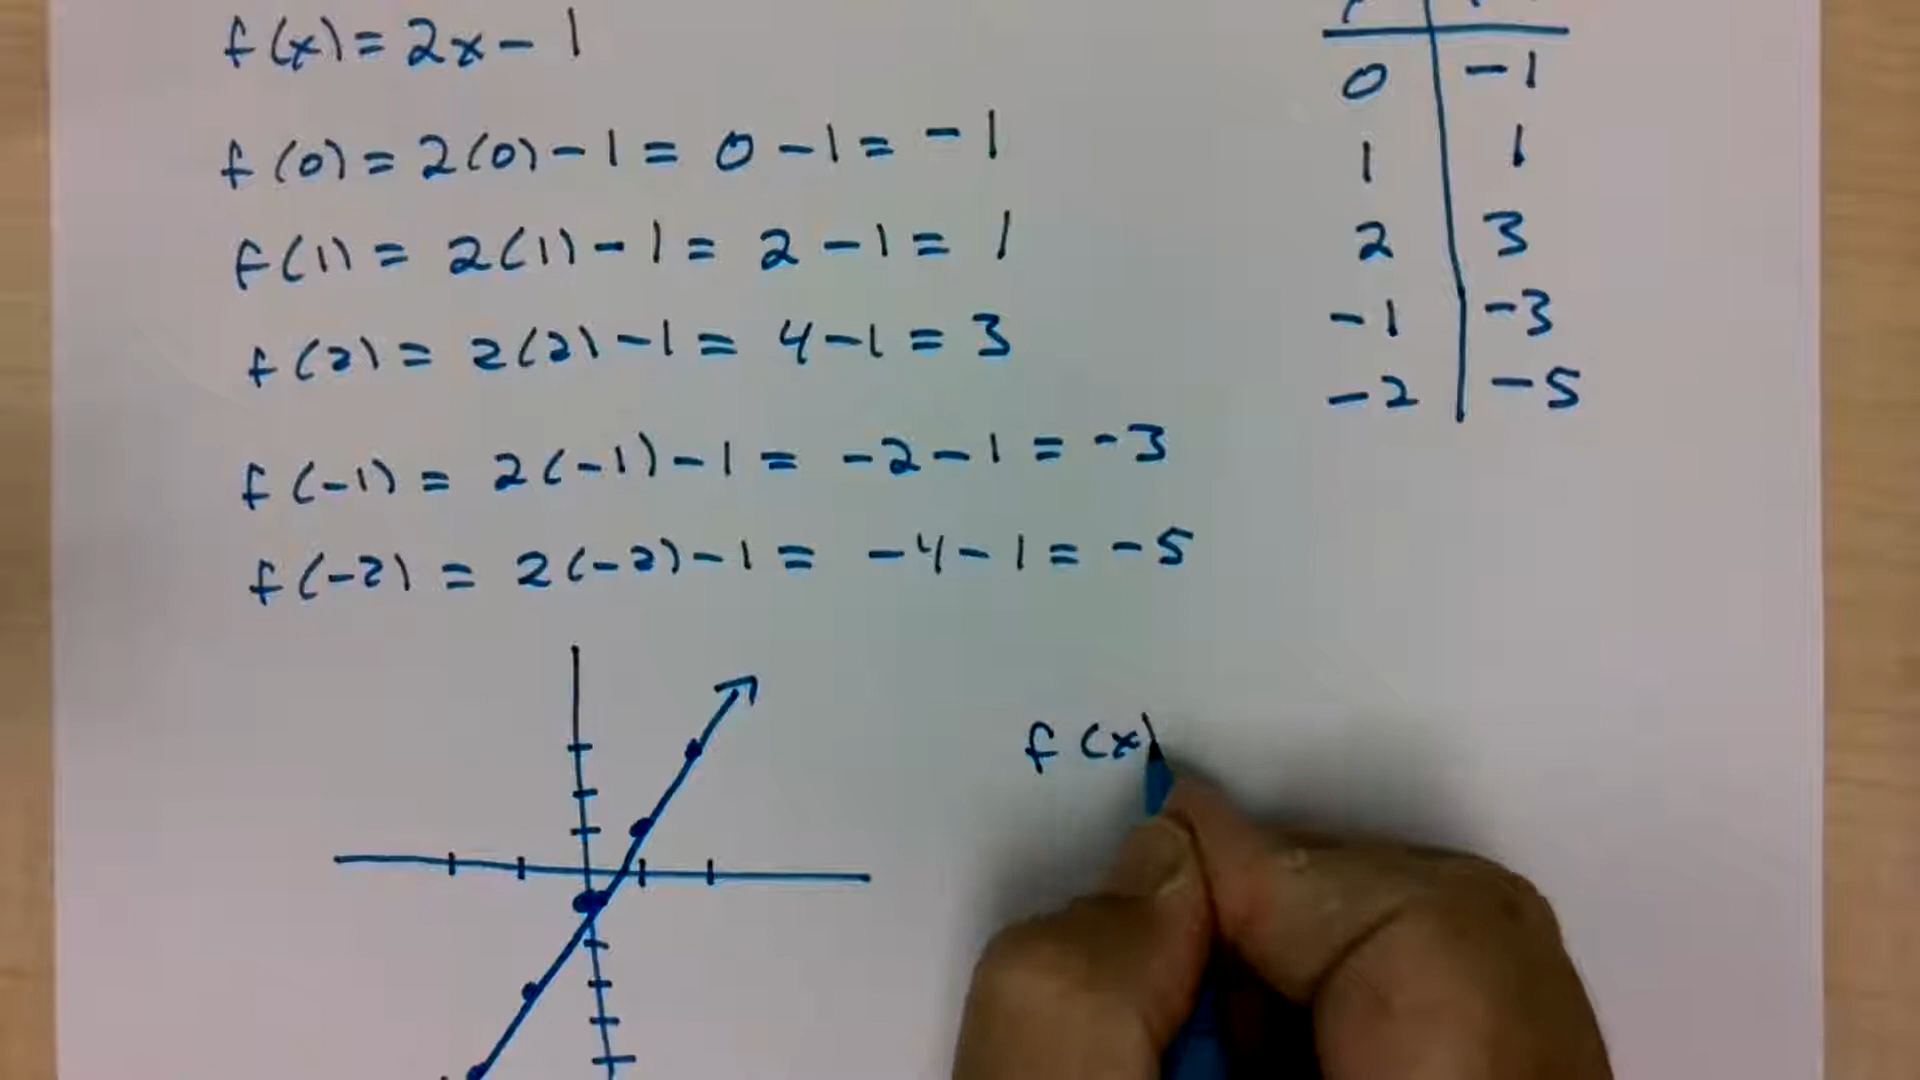 f(x) = 2x - 1
f(0) = 2(0) - 1 = 0 - 1 = -1
f(1) = 2(1) - 1 = 2 - 1 = 1
f(2) = 2(2) - 1 = 4 - 1 = 3
f(-1) = 2(-1) - 1 = -2 - 1 = -3
f(-2) = 2(-2) - 1 = -4 - 1 = -5
0 -1
1 1
2 3
-1 -3
-2 -5
f(x)